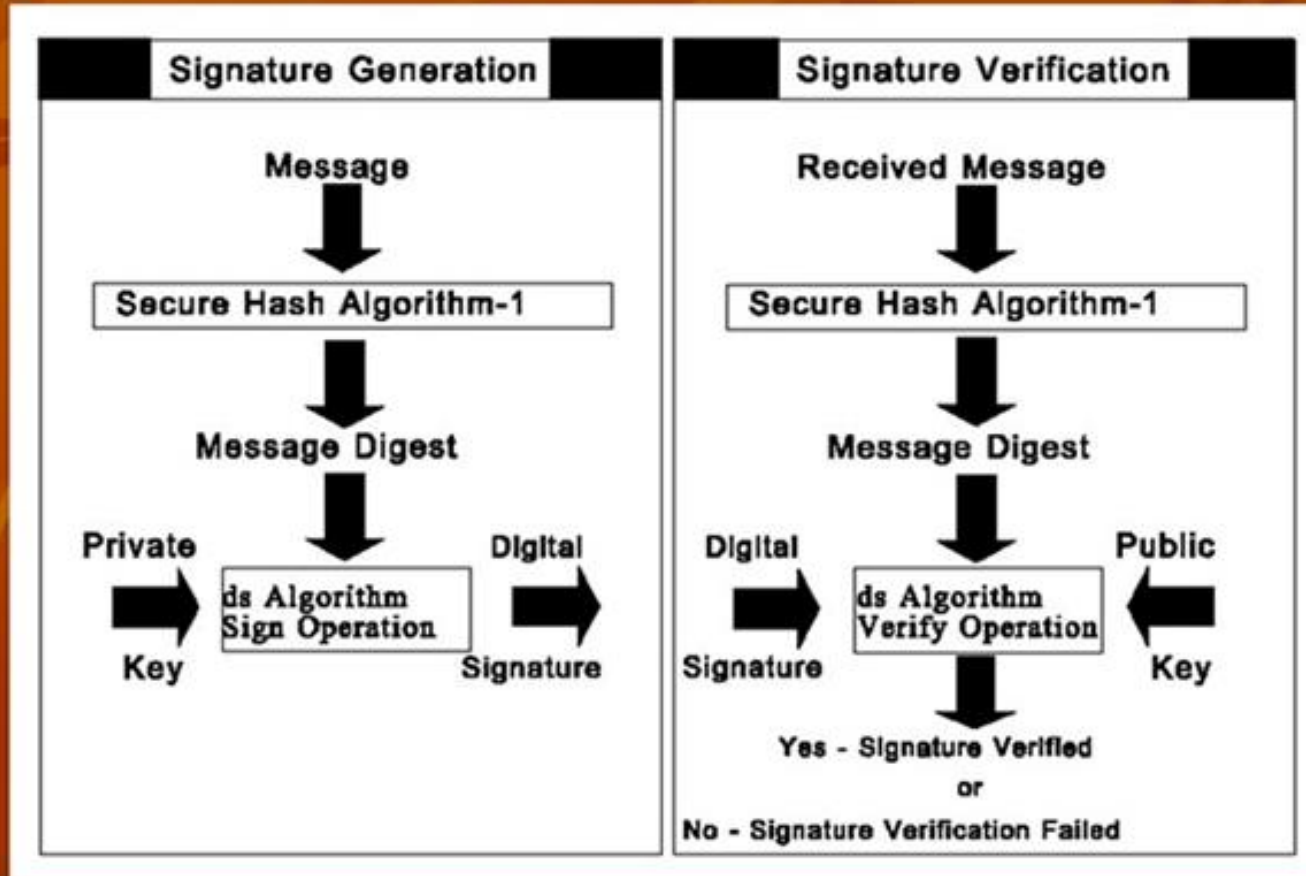 Signature Generation
Message
Secure Hash Algorithm-1
Message Digest
Private
Key
ds Algorithm
Sign Operation
Digital
Signature
Signature Verification
Received Message
Secure Hash Algorithm-1
Message Digest
Digital
Signature
ds Algorithm
Verify Operation
Public
Key
Yes - Signature Verified
or
No - Signature Verification Failed